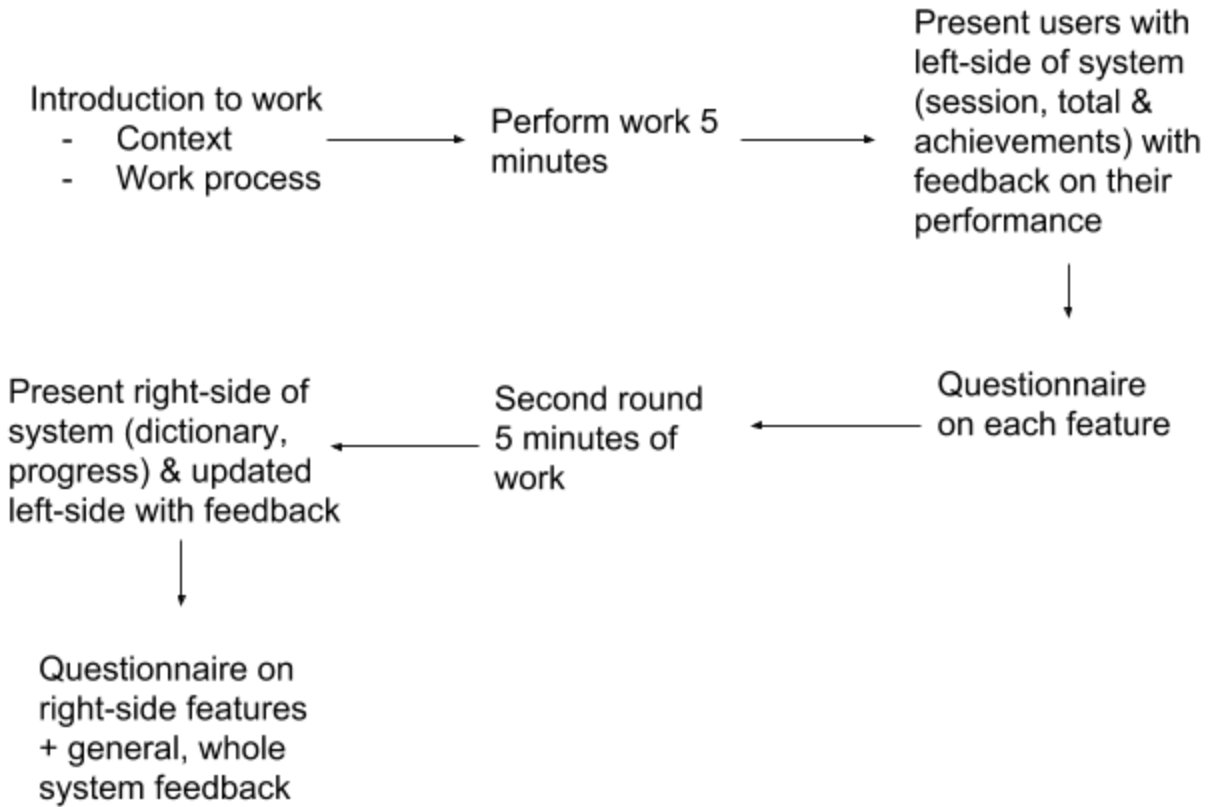 Introduction to work
- Context
- Work process
Perform work 5
minutes
Present users with
left-side of system
(session, total &
achievements) with
feedback on their
performance
Questionnaire
on each feature
Second round
5 minutes of
work
Present right-side of
system (dictionary,
progress) & updated
left-side with feedback
Questionnaire on
right-side features
+ general, whole
system feedback